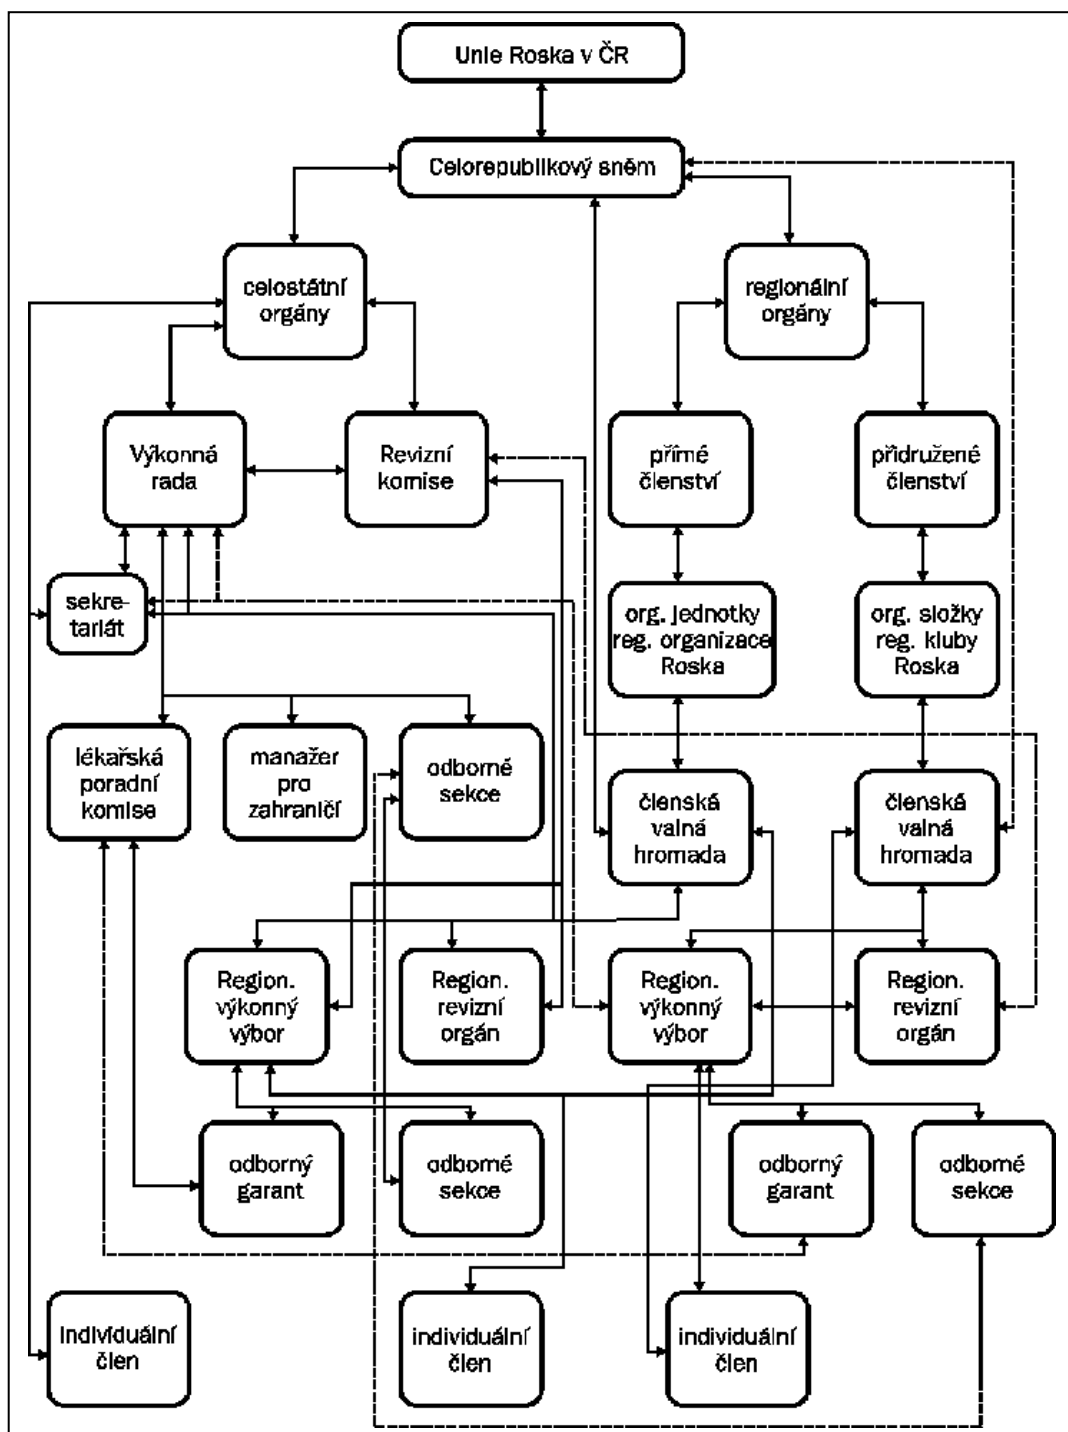 Unie Roska v ČR
Celorepublikový sněm
celostátní
orgány
regionální
orgány
Výkonná
rada
Revizní
komise
přímé
členství
přidružené
členství
sekre-
tariát
org. jednotky
reg. organizace
Roska
org. složky
reg. kluby
Roska
lékařská
poradní
komise
manažer
pro
zahraničí
odborné
sekce
členská
valná
hromada
členská
valná
hromada
Region.
výkonný
výbor
Region.
revizní
orgán
Region.
výkonný
výbor
Region.
revizní
orgán
odborný
garant
odborné
sekce
odborný
garant
odborné
sekce
individuální
člen
individuální
člen
individuální
člen